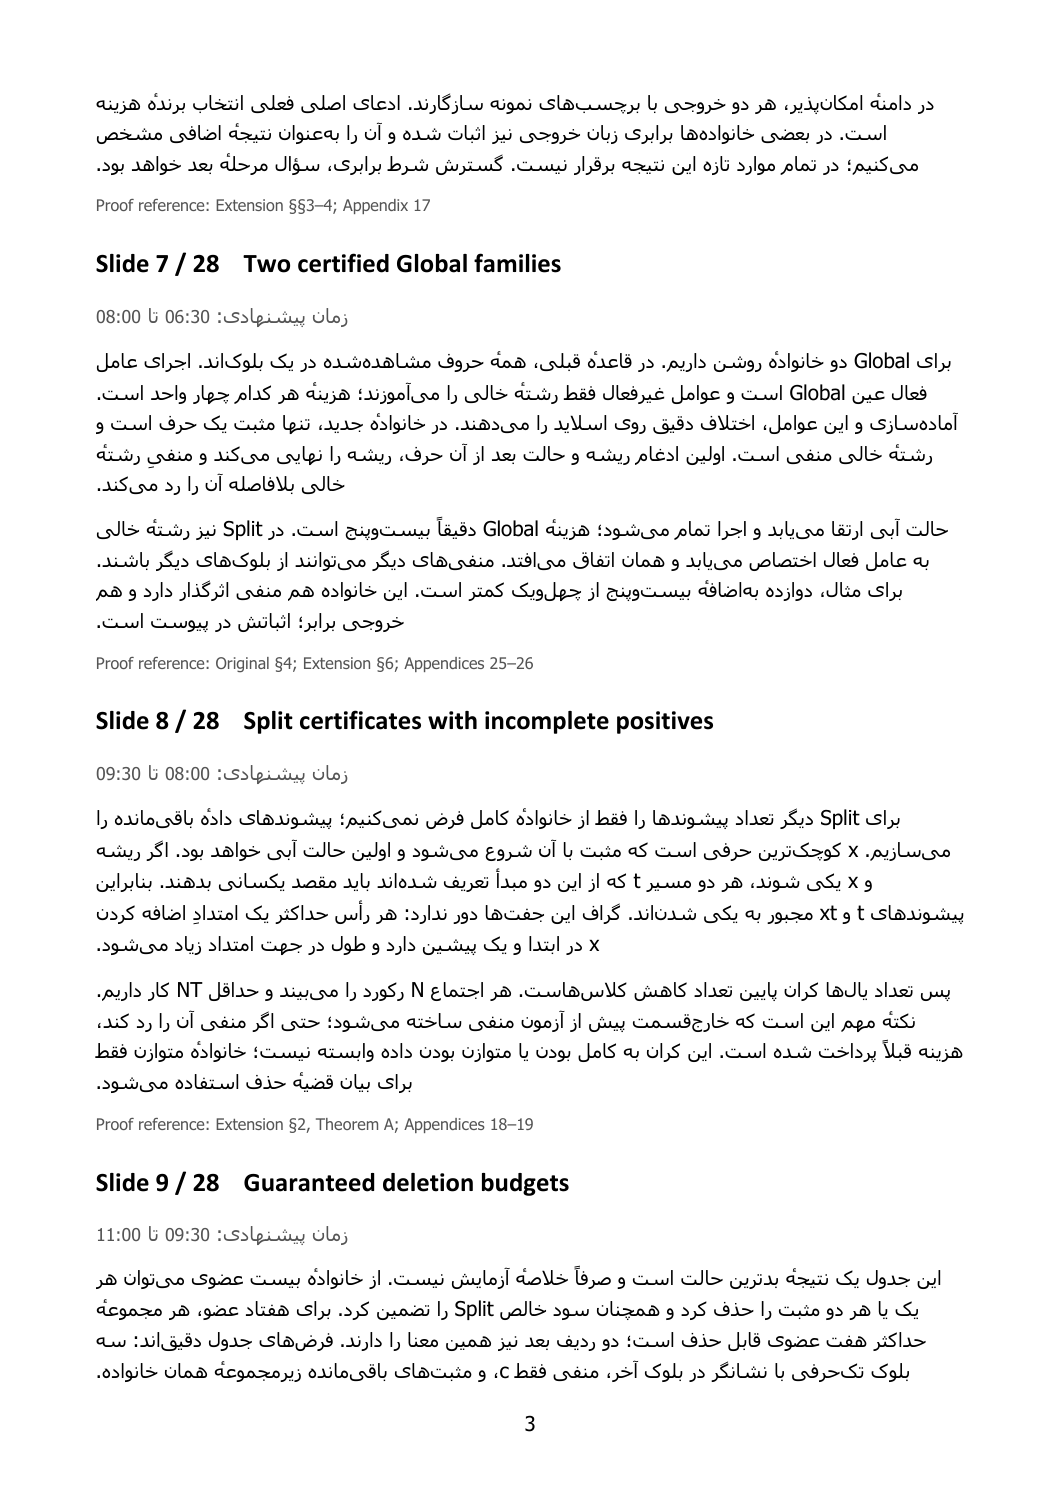 در دامنهٔ امکان‌پذیر، هر دو خروجی با برچسب‌های نمونه سازگارند. ادعای اصلی فعلی انتخاب برندهٔ هزینه
است. در بعضی خانواده‌ها برابری زبان خروجی نیز اثبات شده و آن را به‌عنوان نتیجهٔ اضافی مشخص
می‌کنیم؛ در تمام موارد تازه این نتیجه برقرار نیست. گسترش شرط برابری، سؤال مرحلهٔ بعد خواهد بود.
Proof reference: Extension §§3–4; Appendix 17
Slide 7 / 28 Two certified Global families
زمان پیشنهادی: 06:30 تا 08:00
برای Global دو خانوادهٔ روشن داریم. در قاعدهٔ قبلی، همهٔ حروف مشاهده‌شده در یک بلوک‌اند. اجرای عامل
فعال عین Global است و عوامل غیرفعال فقط رشتهٔ خالی را می‌آموزند؛ هزینهٔ هر کدام چهار واحد است.
آماده‌سازی و این عوامل، اختلاف دقیق روی اسلاید را می‌دهند. در خانوادهٔ جدید، تنها مثبت یک حرف است و
رشتهٔ خالی منفی است. اولین ادغام ریشه و حالت بعد از آن حرف، ریشه را نهایی می‌کند و منفیِ رشتهٔ
خالی بلافاصله آن را رد می‌کند.
حالت آبی ارتقا می‌یابد و اجرا تمام می‌شود؛ هزینهٔ Global دقیقاً بیست‌وپنج است. در Split نیز رشتهٔ خالی
به عامل فعال اختصاص می‌یابد و همان اتفاق می‌افتد. منفی‌های دیگر می‌توانند از بلوک‌های دیگر باشند.
برای مثال، دوازده به‌اضافهٔ بیست‌وپنج از چهل‌ویک کمتر است. این خانواده هم منفی اثرگذار دارد و هم
خروجی برابر؛ اثباتش در پیوست است.
Proof reference: Original §4; Extension §6; Appendices 25–26
Slide 8 / 28 Split certificates with incomplete positives
زمان پیشنهادی: 08:00 تا 09:30
برای Split دیگر تعداد پیشوندها را فقط از خانوادهٔ کامل فرض نمی‌کنیم؛ پیشوندهای دادهٔ باقی‌مانده را
می‌سازیم. x کوچک‌ترین حرفی است که مثبت با آن شروع می‌شود و اولین حالت آبی خواهد بود. اگر ریشه
و x یکی شوند، هر دو مسیر t که از این دو مبدأ تعریف شده‌اند باید مقصد یکسانی بدهند. بنابراین
پیشوندهای t و xt مجبور به یکی شدن‌اند. گراف این جفت‌ها دور ندارد: هر رأس حداکثر یک امتدادِ اضافه کردن
x در ابتدا و یک پیشین دارد و طول در جهت امتداد زیاد می‌شود.
پس تعداد یال‌ها کران پایین تعداد کاهش کلاس‌هاست. هر اجتماع N رکورد را می‌بیند و حداقل NT کار داریم.
نکتهٔ مهم این است که خارج‌قسمت پیش از آزمون منفی ساخته می‌شود؛ حتی اگر منفی آن را رد کند،
هزینه قبلاً پرداخت شده است. این کران به کامل بودن یا متوازن بودن داده وابسته نیست؛ خانوادهٔ متوازن فقط
برای بیان قضیهٔ حذف استفاده می‌شود.
Proof reference: Extension §2, Theorem A; Appendices 18–19
Slide 9 / 28 Guaranteed deletion budgets
زمان پیشنهادی: 09:30 تا 11:00
این جدول یک نتیجهٔ بدترین حالت است و صرفاً خلاصهٔ آزمایش نیست. از خانوادهٔ بیست عضوی می‌توان هر
یک یا هر دو مثبت را حذف کرد و همچنان سود خالص Split را تضمین کرد. برای هفتاد عضو، هر مجموعهٔ
حداکثر هفت عضوی قابل حذف است؛ دو ردیف بعد نیز همین معنا را دارند. فرض‌های جدول دقیق‌اند: سه
بلوک تک‌حرفی با نشانگر در بلوک آخر، منفی فقط c، و مثبت‌های باقی‌مانده زیرمجموعهٔ همان خانواده.
3